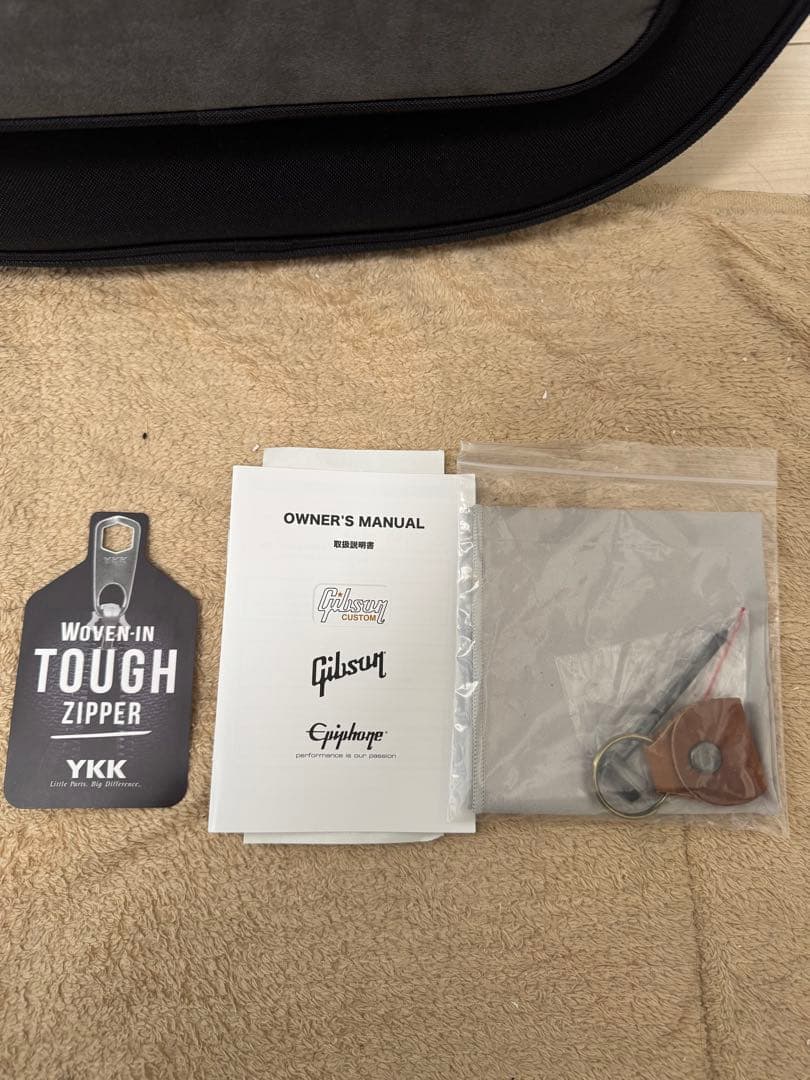 YKK
WOVEN-IN
TOUGH
ZIPPER
YKK
Little Parts. Big Difference.
OWNER'S MANUAL
取扱説明書
Gibson
CUSTOM
Gibson
Epiphone
performance is our passion